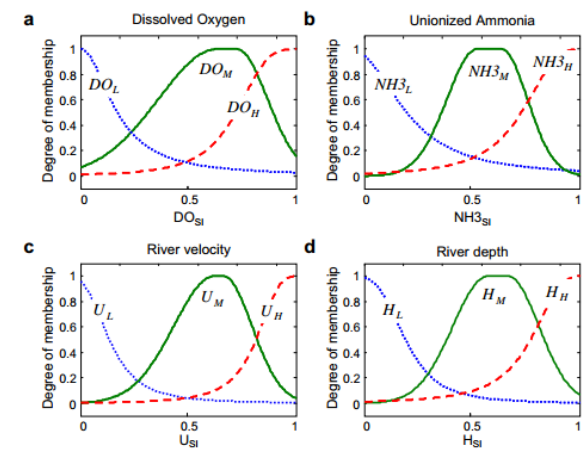 a Dissolved Oxygen
Degree of membership
1
0.8
0.6
0.4
0.2
0
DO_L
DO_M
DO_H
0 0.5 1
DO_SI
b Unionized Ammonia
Degree of membership
1
0.8
0.6
0.4
0.2
0
NH3_L
NH3_M
NH3_H
0 0.5 1
NH3_SI
c River velocity
Degree of membership
1
0.8
0.6
0.4
0.2
0
U_L
U_M
U_H
0 0.5 1
U_SI
d River depth
Degree of membership
1
0.8
0.6
0.4
0.2
0
H_L
H_M
H_H
0 0.5 1
H_SI